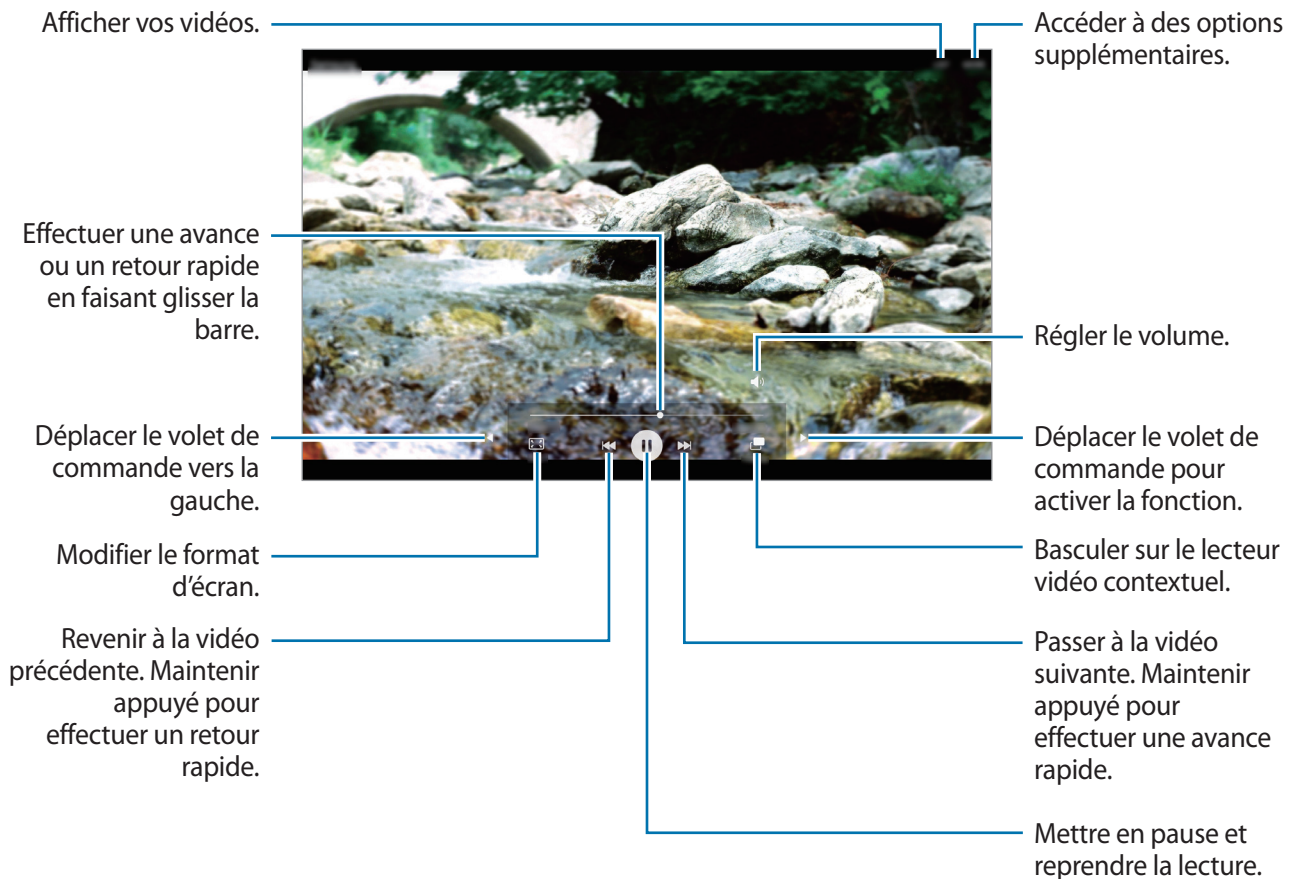 Afficher vos vidéos.
Accéder à des options
supplémentaires.
Effectuer une avance
ou un retour rapide
en faisant glisser la
barre.
Régler le volume.
Déplacer le volet de
commande vers la
gauche.
Déplacer le volet de
commande pour
activer la fonction.
Modifier le format
d’écran.
Basculer sur le lecteur
vidéo contextuel.
Revenir à la vidéo
précédente. Maintenir
appuyé pour
effectuer un retour
rapide.
Passer à la vidéo
suivante. Maintenir
appuyé pour
effectuer une avance
rapide.
Mettre en pause et
reprendre la lecture.